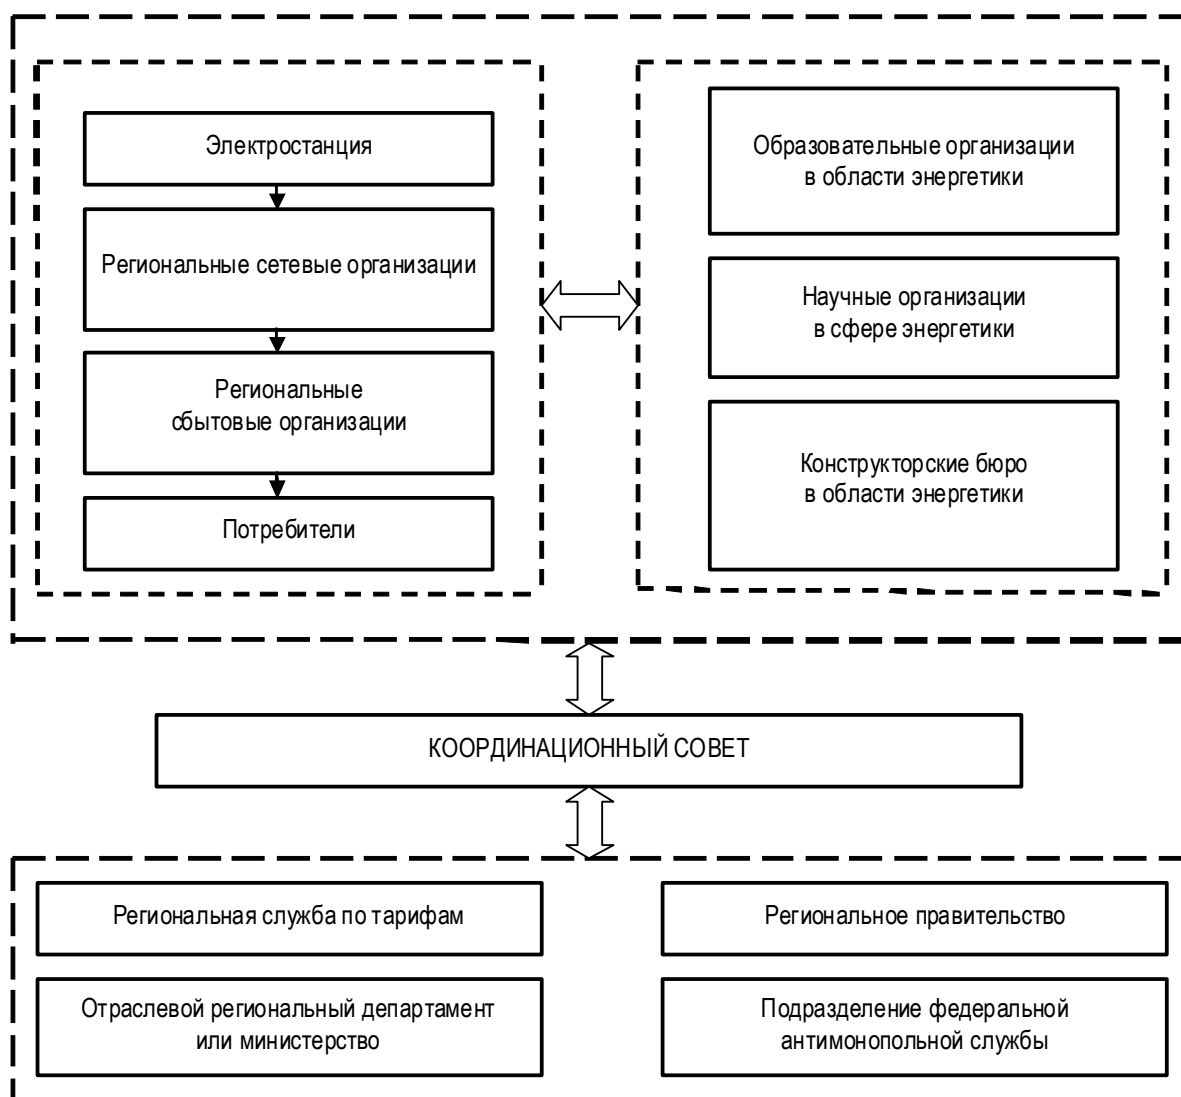 Электростанция
Региональные сетевые организации
Региональные
сбытовые организации
Потребители
Образовательные организации
в области энергетики
Научные организации
в сфере энергетики
Конструкторские бюро
в области энергетики
КООРДИНАЦИОННЫЙ СОВЕТ
Региональная служба по тарифам
Региональное правительство
Отраслевой региональный департамент
или министерство
Подразделение федеральной
антимонопольной службы